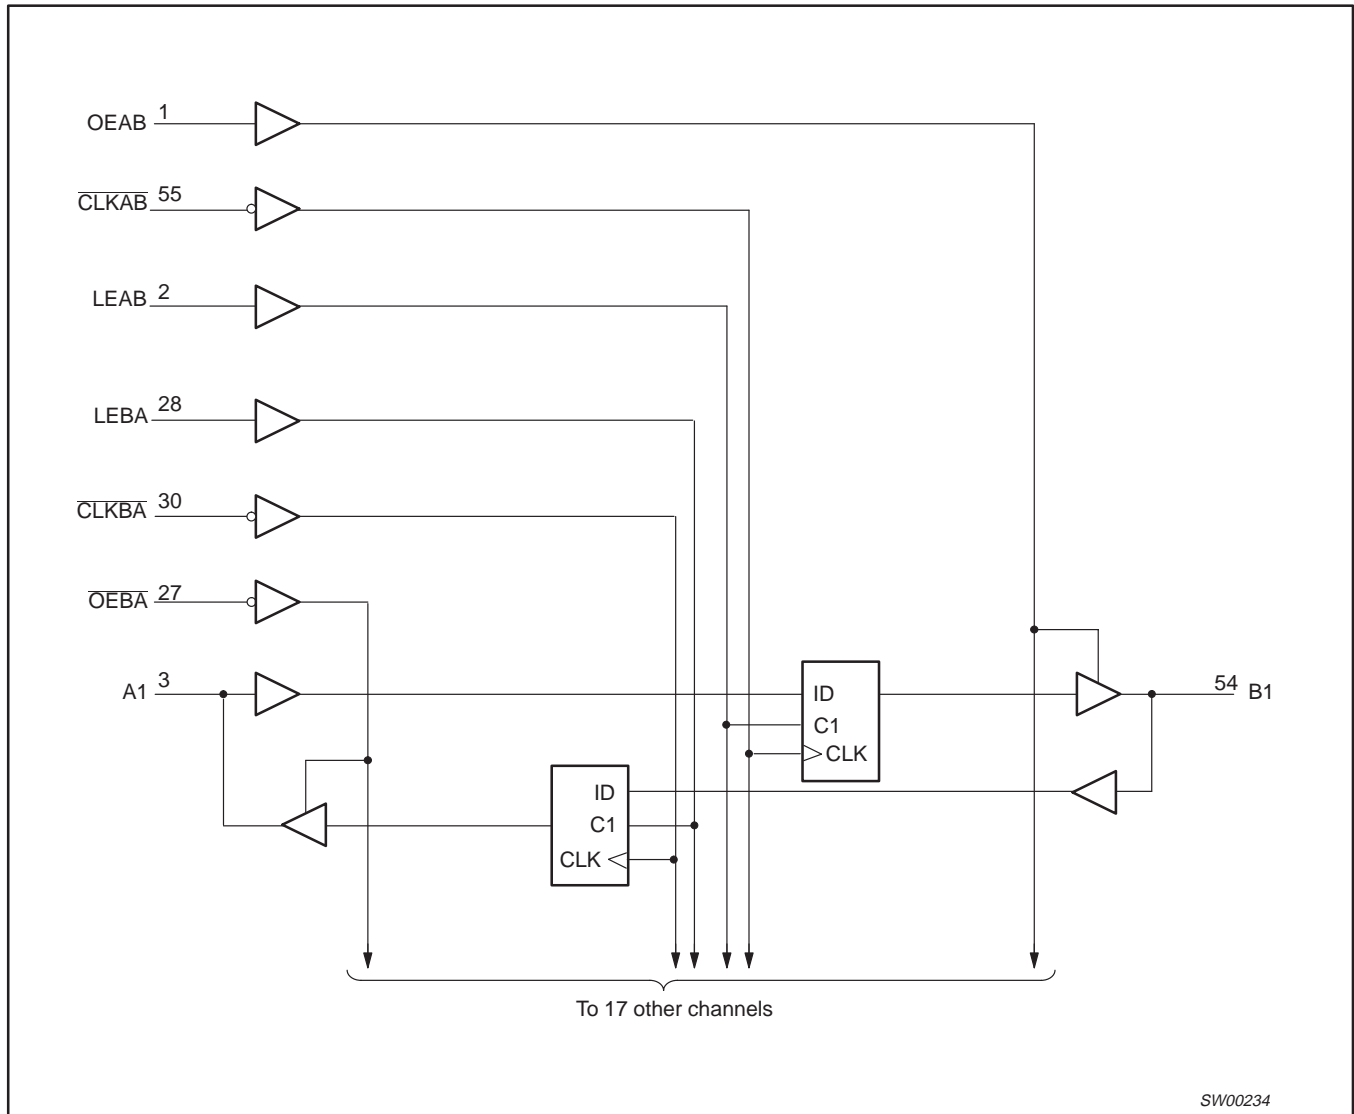 OEAB 1
CLKAB 55
LEAB 2
LEBA 28
CLKBA 30
OEBA 27
A1 3
ID
C1
CLK
54 B1
ID
C1
CLK
To 17 other channels
SW00234